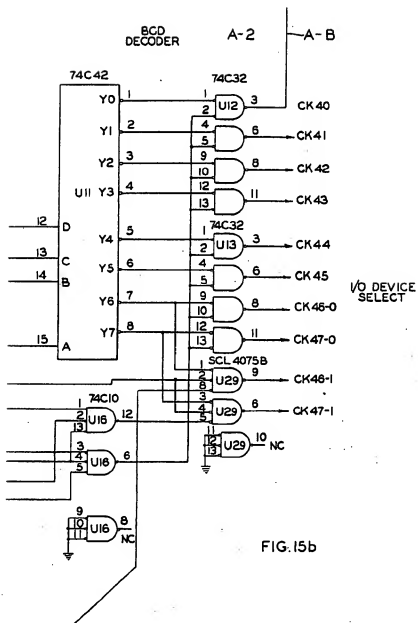 BCD
DECODER
A-2
A-B
74C42
74C32
Y0 1
1
2
U12
3
CK40
Y1 2
4
5
6
CK41
Y2 3
9
10
8
CK42
U11
Y3 4
12
13
11
CK43
74C32
12 D
Y4 5
1
2
U13
3
CK44
13 C
14 B
Y5 6
4
5
6
CK45
I/O DEVICE
SELECT
Y6 7
9
10
8
CK46-0
15 A
Y7 8
12
13
11
CK47-0
SCL4075B
1
2
8
U29
9
CK46-1
74C10
1
2
13
U16
12
3
4
5
U29
6
CK47-1
3
4
5
U16
6
11
12
13
U29
10
NC
9
10
11
U16
8
NC
FIG.15b